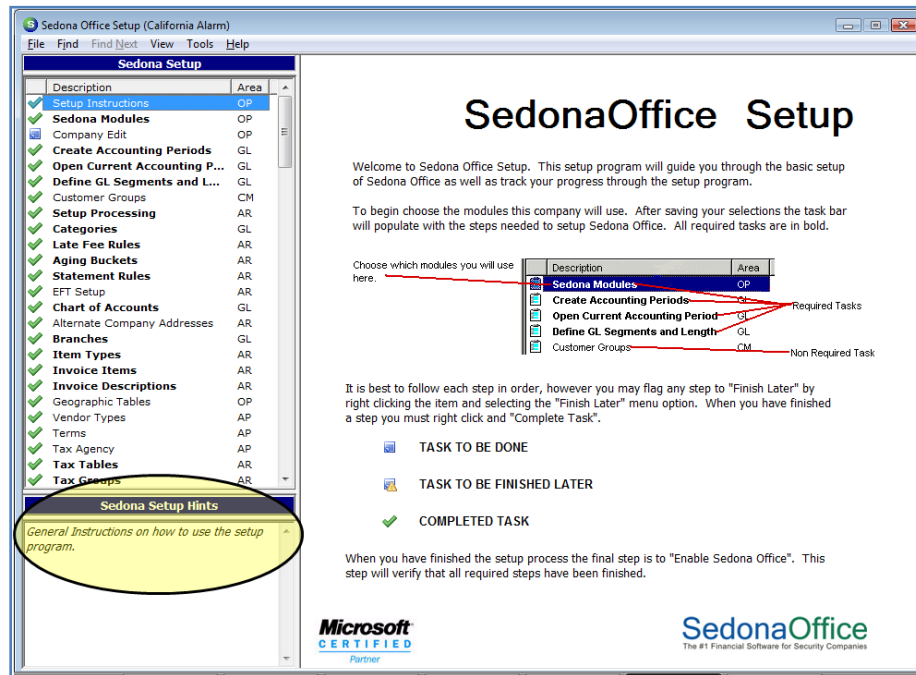 Sedona Office Setup (California Alarm)
File Find Find Next View Tools Help
Sedona Setup
Description Area
Setup Instructions OP
Sedona Modules OP
Company Edit OP
Create Accounting Periods GL
Open Current Accounting P... GL
Define GL Segments and L... GL
Customer Groups CM
Setup Processing AR
Categories GL
Late Fee Rules AR
Aging Buckets AR
Statement Rules AR
EFT Setup AR
Chart of Accounts GL
Alternate Company Addresses AR
Branches GL
Item Types AR
Invoice Items AR
Invoice Descriptions AR
Geographic Tables OP
Vendor Types AP
Terms AP
Tax Agency AP
Tax Tables AR
Tax Groups AR
Sedona Setup Hints
General Instructions on how to use the setup
program.
SedonaOffice Setup
Welcome to Sedona Office Setup. This setup program will guide you through the basic setup
of Sedona Office as well as track your progress through the setup program.
To begin choose the modules this company will use. After saving your selections the task bar
will populate with the steps needed to setup Sedona Office. All required tasks are in bold.
Choose which modules you will use
here.
Description Area
Sedona Modules OP
Create Accounting Periods GL
Open Current Accounting Period GL
Define GL Segments and Length GL
Customer Groups CM
Required Tasks
Non Required Task
It is best to follow each step in order, however you may flag any step to "Finish Later" by
right clicking the item and selecting the "Finish Later" menu option. When you have finished
a step you must right click and "Complete Task".
TASK TO BE DONE
TASK TO BE FINISHED LATER
COMPLETED TASK
When you have finished the setup process the final step is to "Enable Sedona Office". This
step will verify that all required steps have been finished.
Microsoft
CERTIFIED
Partner
SedonaOffice
The #1 Financial Software for Security Companies